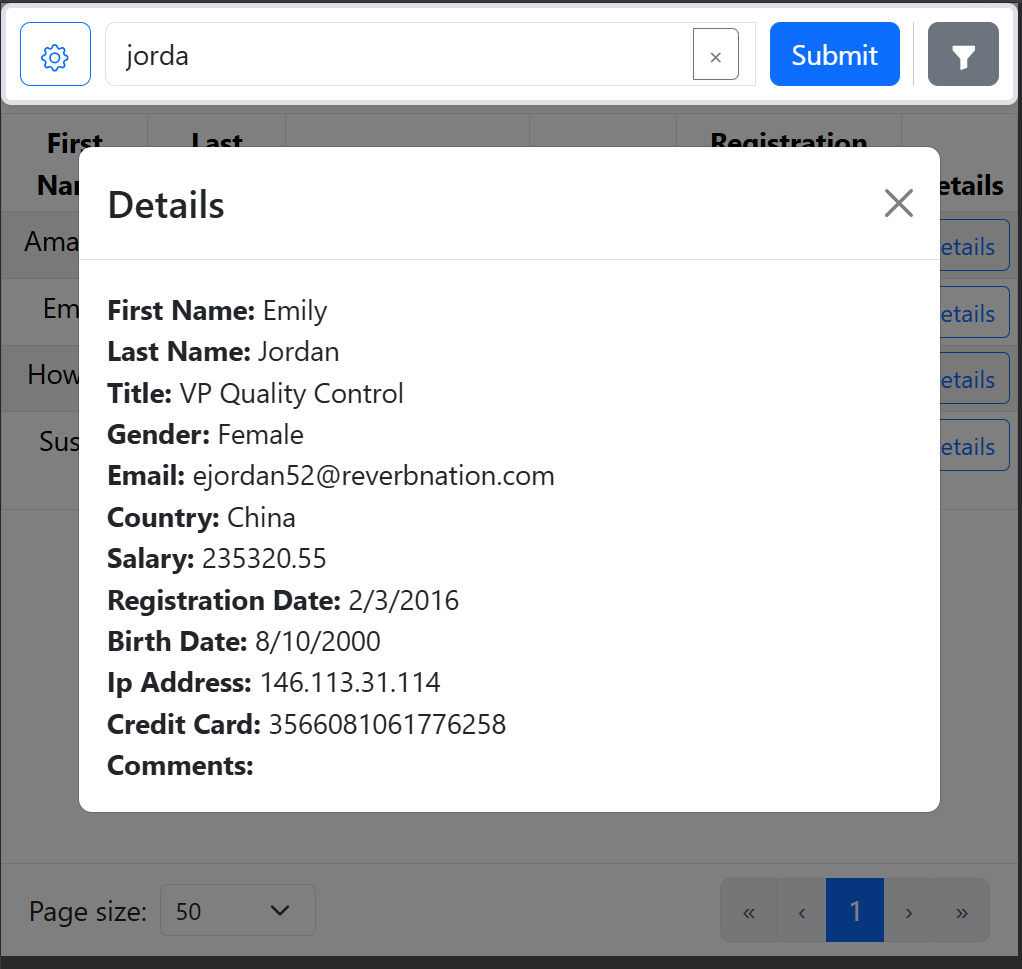 jorda × Submit
First Last Registration
Details
First Name: Emily
Last Name: Jordan
Title: VP Quality Control
Gender: Female
Email: ejordan52@reverbnation.com
Country: China
Salary: 235320.55
Registration Date: 2/3/2016
Birth Date: 8/10/2000
Ip Address: 146.113.31.114
Credit Card: 3566081061776258
Comments:
Nam
etails
Ama
etails
Em
etails
How
etails
Sus
etails
Page size: 50 « ‹ 1 › »